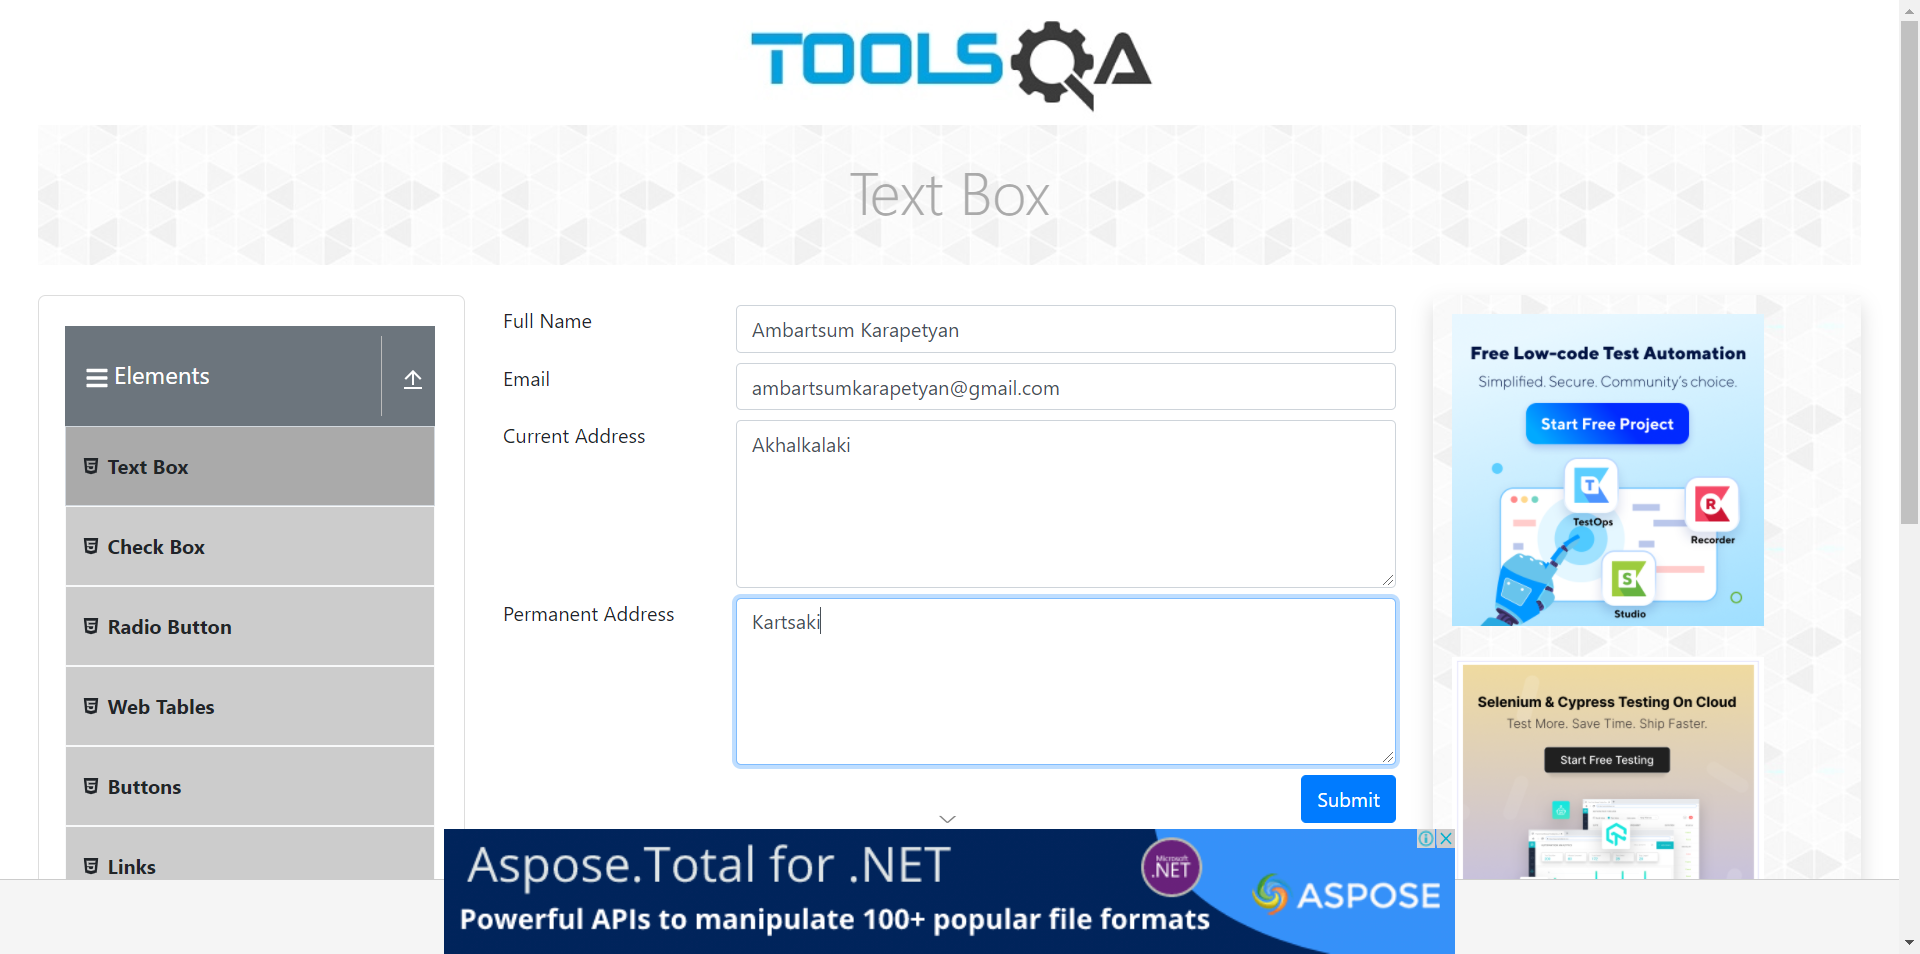 TOOLSQA
Text Box
Elements
Text Box
Check Box
Radio Button
Web Tables
Buttons
Links
Full Name
Ambartsum Karapetyan
Email
ambartsumkarapetyan@gmail.com
Current Address
Akhalkalaki
Permanent Address
Kartsaki
Submit
Free Low-code Test Automation
Simplified. Secure. Community's choice.
Start Free Project
TestOps
Recorder
Studio
Selenium & Cypress Testing On Cloud
Test More. Save Time. Ship Faster.
Start Free Testing
Aspose.Total for .NET
Powerful APIs to manipulate 100+ popular file formats
Microsoft
.NET
ASPOSE